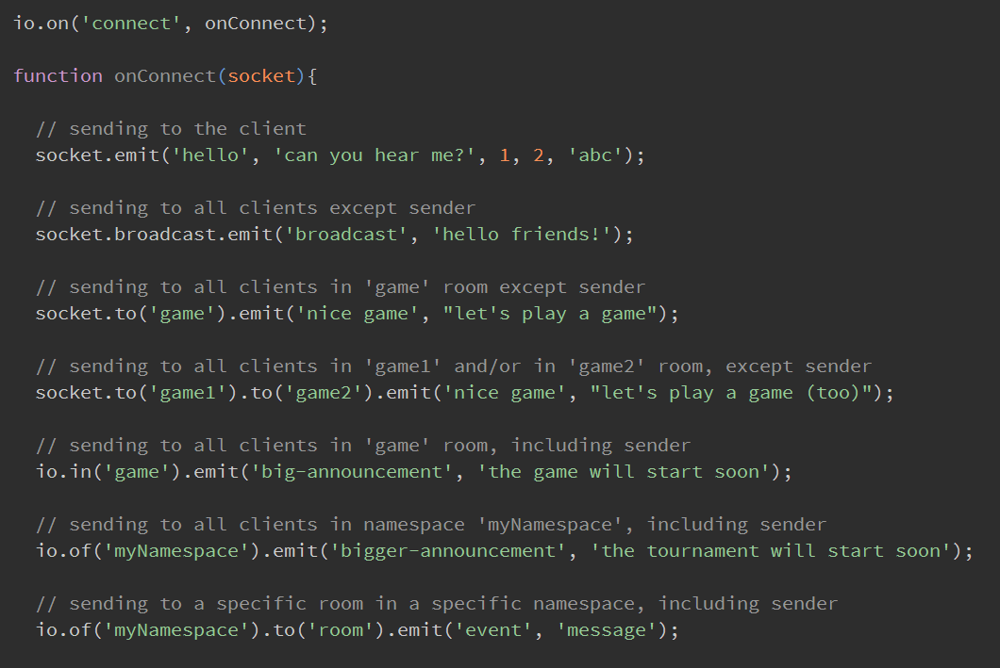 io.on('connect', onConnect);
function onConnect(socket){
// sending to the client
socket.emit('hello', 'can you hear me?', 1, 2, 'abc');
// sending to all clients except sender
socket.broadcast.emit('broadcast', 'hello friends!');
// sending to all clients in 'game' room except sender
socket.to('game').emit('nice game', "let's play a game");
// sending to all clients in 'game1' and/or in 'game2' room, except sender
socket.to('game1').to('game2').emit('nice game', "let's play a game (too)");
// sending to all clients in 'game' room, including sender
io.in('game').emit('big-announcement', 'the game will start soon');
// sending to all clients in namespace 'myNamespace', including sender
io.of('myNamespace').emit('bigger-announcement', 'the tournament will start soon');
// sending to a specific room in a specific namespace, including sender
io.of('myNamespace').to('room').emit('event', 'message');